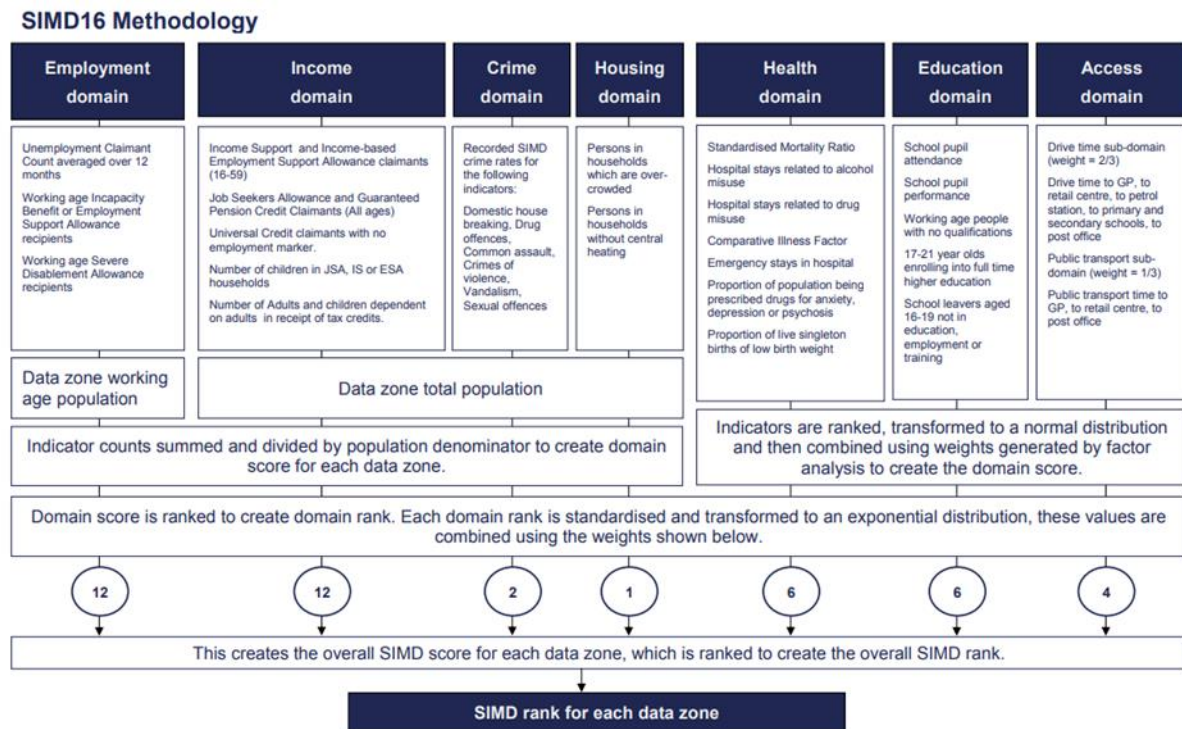 SIMD16 Methodology
Employment
domain
Income
domain
Crime
domain
Housing
domain
Health
domain
Education
domain
Access
domain
Unemployment Claimant
Count averaged over 12
months
Working age Incapacity
Benefit or Employment
Support Allowance
recipients
Working age Severe
Disablement Allowance
recipients
Income Support and Income-based
Employment Support Allowance claimants
(16-59)
Job Seekers Allowance and Guaranteed
Pension Credit Claimants (All ages)
Universal Credit claimants with no
employment marker.
Number of children in JSA, IS or ESA
households
Number of Adults and children dependent
on adults in receipt of tax credits.
Recorded SIMD
crime rates for
the following
indicators:
Domestic house
breaking, Drug
offences,
Common assault,
Crimes of
violence,
Vandalism,
Sexual offences
Persons in
households
which are over-
crowded
Persons in
households
without central
heating
Standardised Mortality Ratio
Hospital stays related to alcohol
misuse
Hospital stays related to drug
misuse
Comparative Illness Factor
Emergency stays in hospital
Proportion of population being
prescribed drugs for anxiety,
depression or psychosis
Proportion of live singleton
births of low birth weight
School pupil
attendance
School pupil
performance
Working age people
with no qualifications
17-21 year olds
enrolling into full time
higher education
School leavers aged
16-19 not in
education,
employment or
training
Drive time sub-domain
(weight = 2/3)
Drive time to GP, to
retail centre, to petrol
station, to primary and
secondary schools, to
post office
Public transport sub-
domain (weight = 1/3)
Public transport time to
GP, to retail centre, to
post office
Data zone working
age population
Data zone total population
Indicator counts summed and divided by population denominator to create domain
score for each data zone.
Indicators are ranked, transformed to a normal distribution
and then combined using weights generated by factor
analysis to create the domain score.
Domain score is ranked to create domain rank. Each domain rank is standardised and transformed to an exponential distribution, these values are
combined using the weights shown below.
12
12
2
1
6
6
4
This creates the overall SIMD score for each data zone, which is ranked to create the overall SIMD rank.
SIMD rank for each data zone